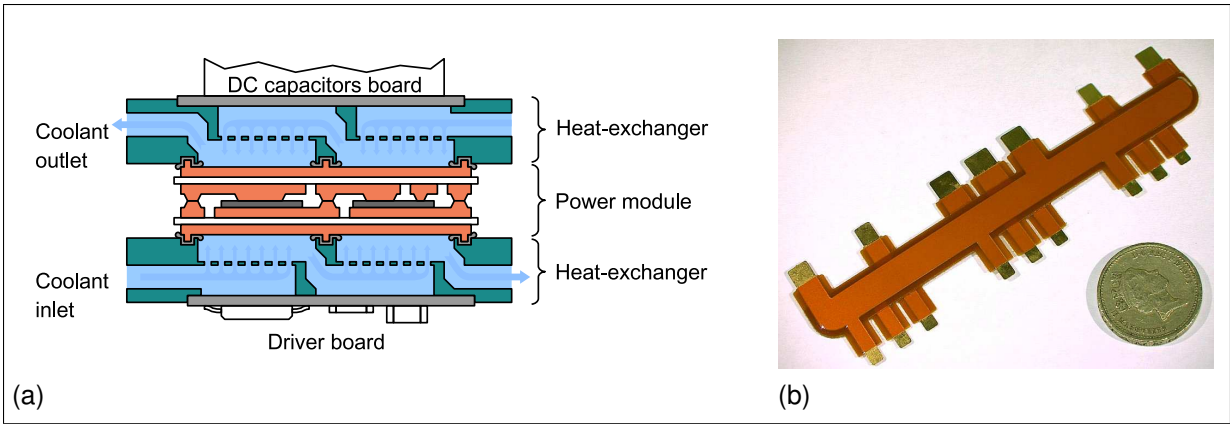 DC capacitors board
Coolant
outlet
Heat-exchanger
Power module
Coolant
inlet
Heat-exchanger
Driver board
(a)
(b)